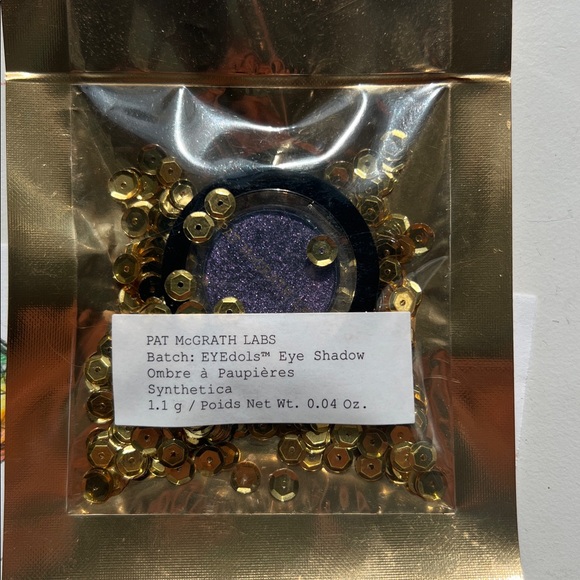 PAT McGRATH LABS
Batch: EYEdols™ Eye Shadow
Ombre à Paupières
Synthetica
1.1 g / Poids Net Wt. 0.04 Oz.